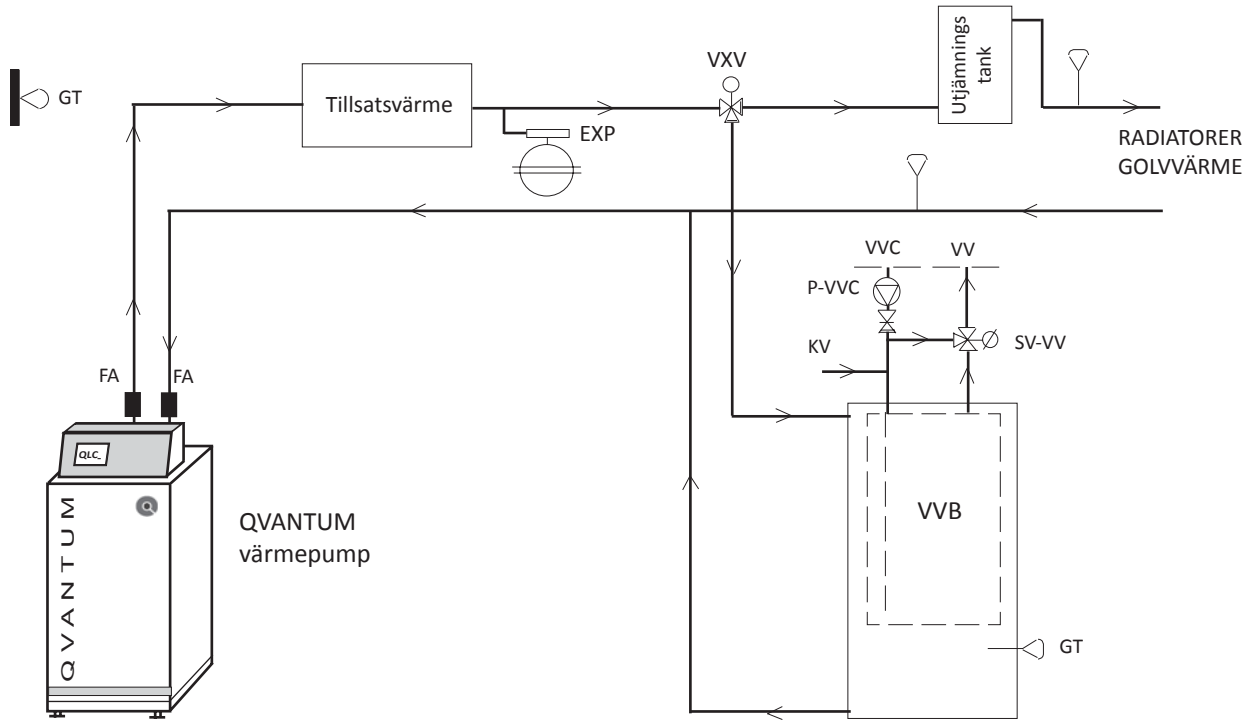 GT
Tillsatsvärme
EXP
VXV
Utjämnings
tank
RADIATORER
GOLVVÄRME
VVC
VV
P-VVC
SV-VV
KV
FA
FA
QLC_
QVANTUM
QVANTUM
värmepump
VVB
GT